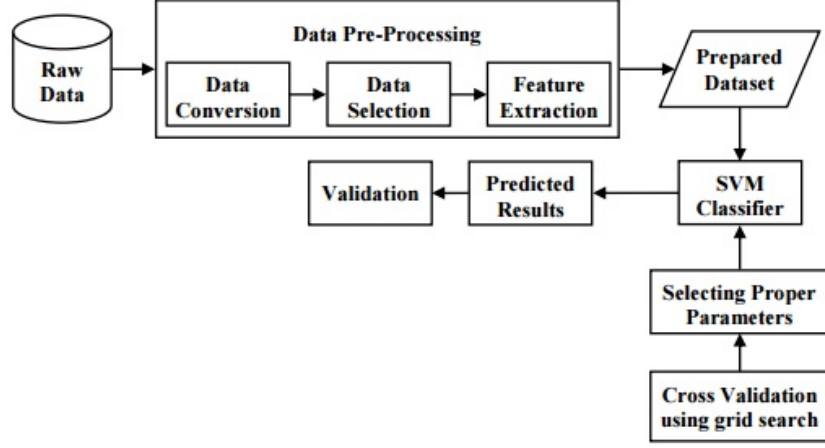 Raw
Data
Data Pre-Processing
Data
Conversion
Data
Selection
Feature
Extraction
Prepared
Dataset
Validation
Predicted
Results
SVM
Classifier
Selecting Proper
Parameters
Cross Validation
using grid search